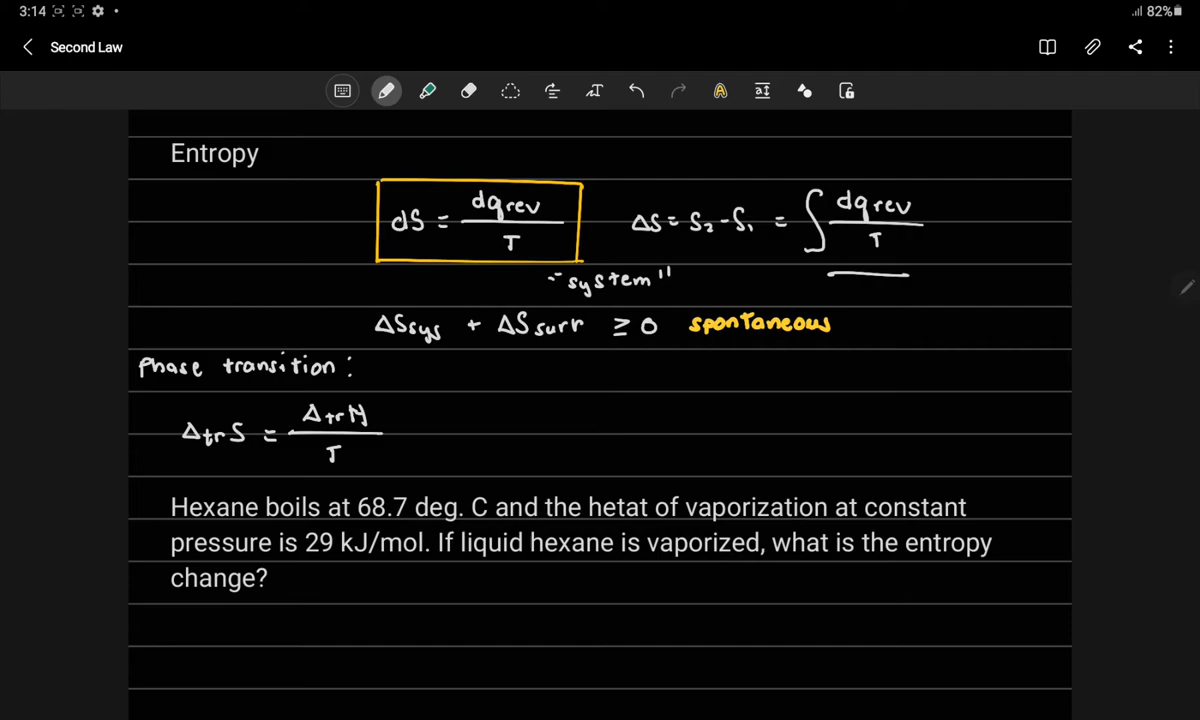 3:14
82%
Second Law
Entropy
dS = dqrev / T
ΔS = S₂ - S₁ = ∫ dqrev / T
"system"
ΔSsys + ΔSsurr ≥ 0 spontaneous
Phase transition:
ΔtrS = ΔtrH / T
Hexane boils at 68.7 deg. C and the hetat of vaporization at constant
pressure is 29 kJ/mol. If liquid hexane is vaporized, what is the entropy
change?